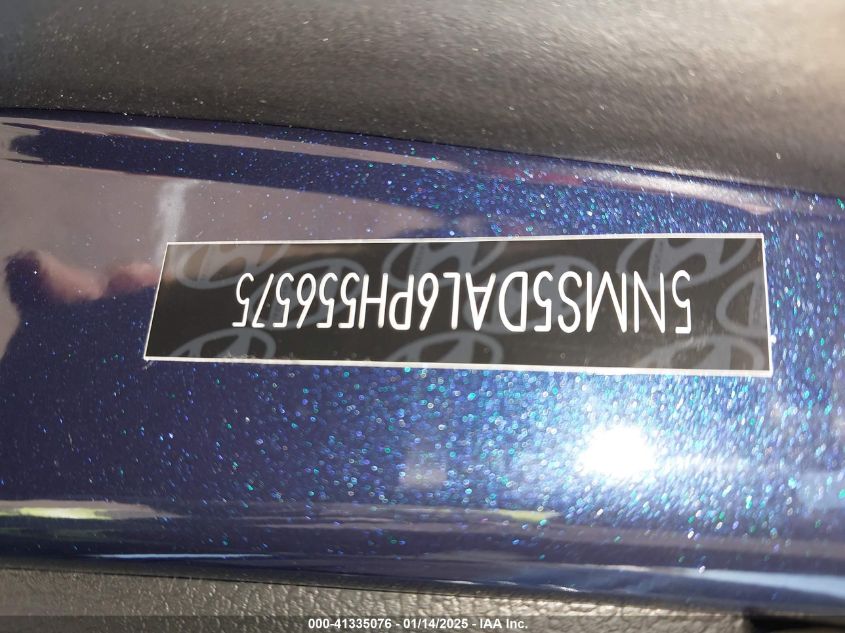 5NMS5DAL6PH556575
000-41335076 — 01/14/2025 — IAA Inc.